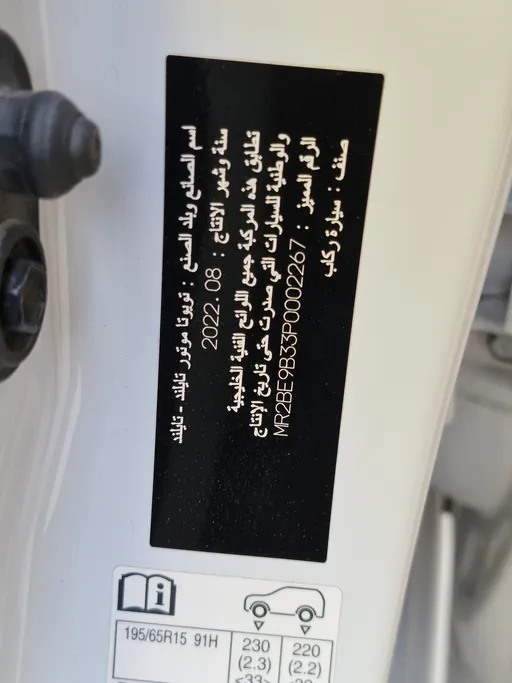 اسم الصانع وبلد الصنع : تويوتا موتور تايلند - تايلند
سنة وشهر الانتاج : 2022.08
تطابق هذه المركبة جميع اللوائح الفنية الخليجية
والوطنية للسيارات التي صدرت حتى تاريخ الإنتاج
الرقم المميز : MR2BE9B33P0002267
صنف : سيارة ركاب
195/65R15 91H
230
(2.3)
<33>
220
(2.2)